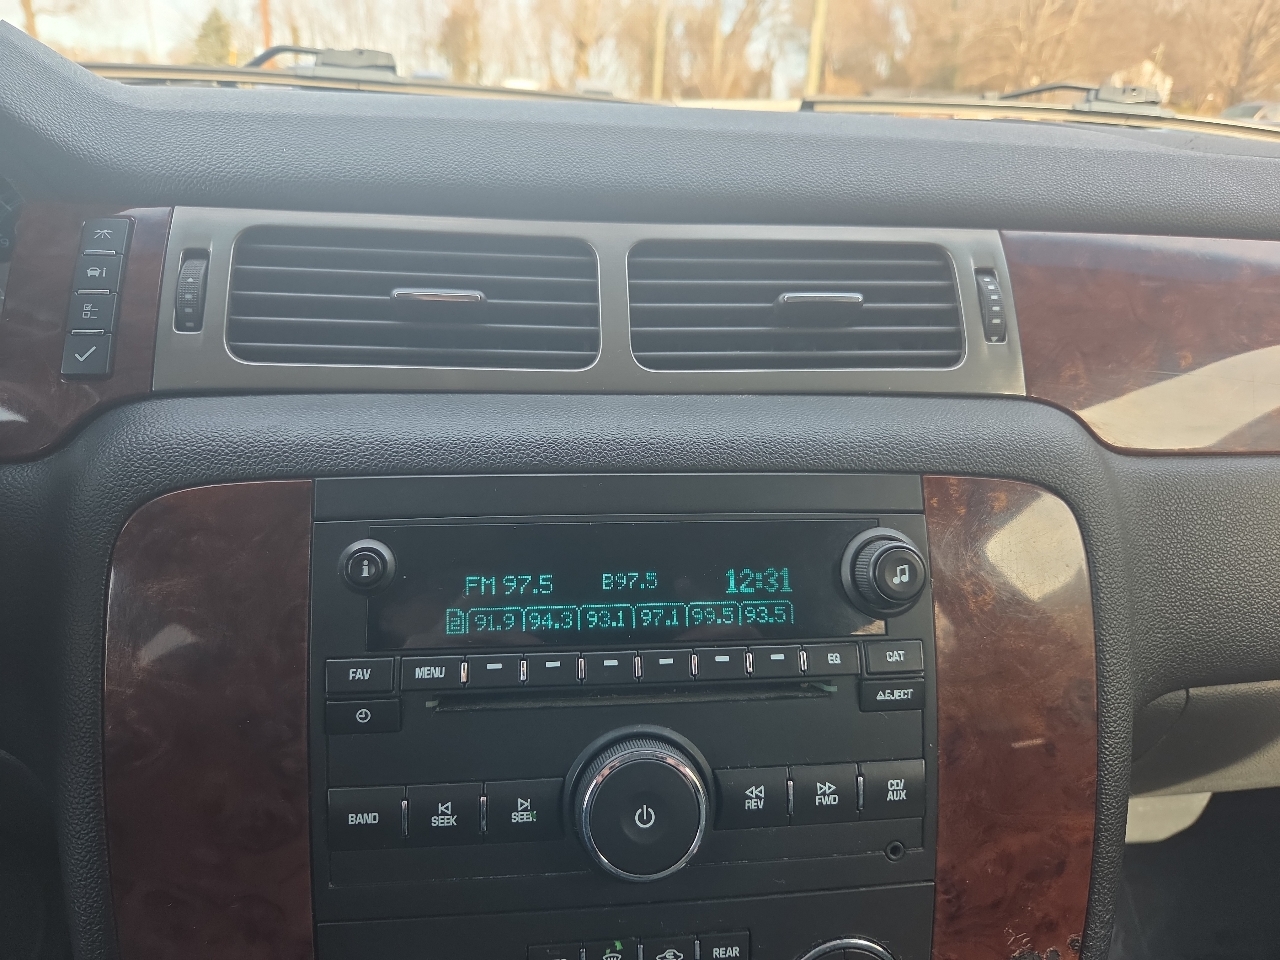 FM 97.5 B97.5 12:31
2 91.9 94.3 93.1 97.1 99.5 93.5
FAV MENU EQ CAT
EJECT
BAND SEEK SEEK REV FWD CD/
AUX
REAR